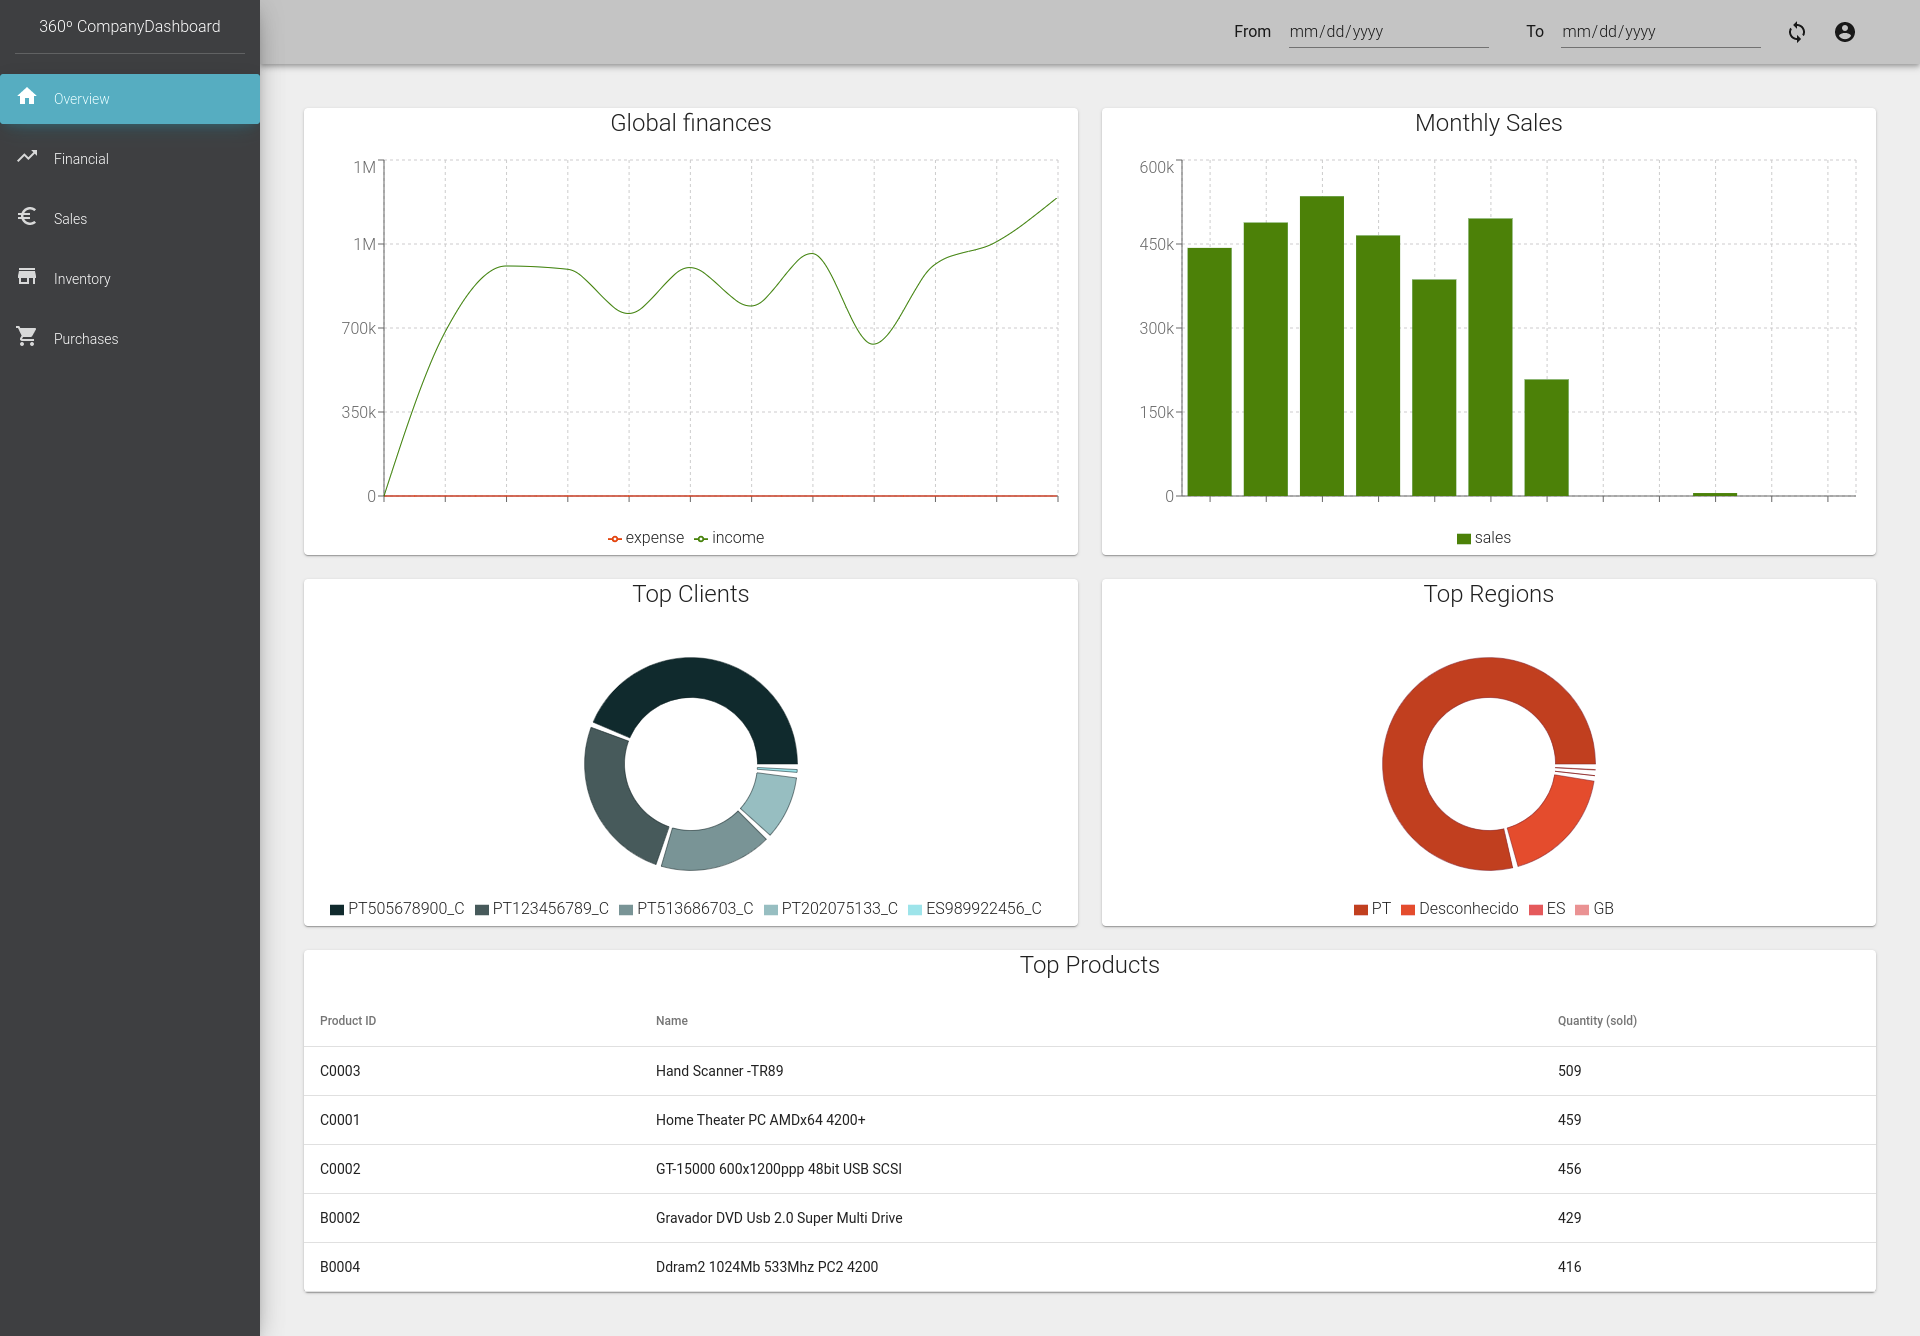 360º CompanyDashboard
From mm/dd/yyyy To mm/dd/yyyy
Overview
Financial
Sales
Inventory
Purchases
Global finances
1M
1M
700k
350k
0
expense income
Monthly Sales
600k
450k
300k
150k
0
sales
Top Clients
PT505678900_C PT123456789_C PT513686703_C PT202075133_C ES989922456_C
Top Regions
PT Desconhecido ES GB
Top Products
Product ID Name Quantity (sold)
C0003 Hand Scanner -TR89 509
C0001 Home Theater PC AMDx64 4200+ 459
C0002 GT-15000 600x1200ppp 48bit USB SCSI 456
B0002 Gravador DVD Usb 2.0 Super Multi Drive 429
B0004 Ddram2 1024Mb 533Mhz PC2 4200 416